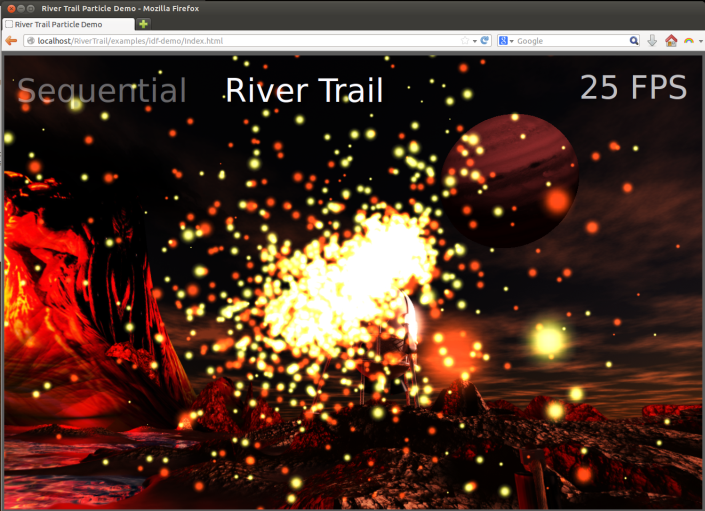 River Trail Particle Demo - Mozilla Firefox
River Trail Particle Demo
localhost/RiverTrail/examples/idf-demo/index.html
Google
Sequential River Trail 25 FPS